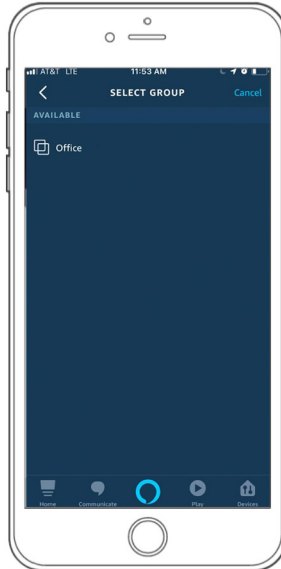 AT&T LTE 11:53 AM
SELECT GROUP Cancel
AVAILABLE
Office
Home Communicate Play Devices